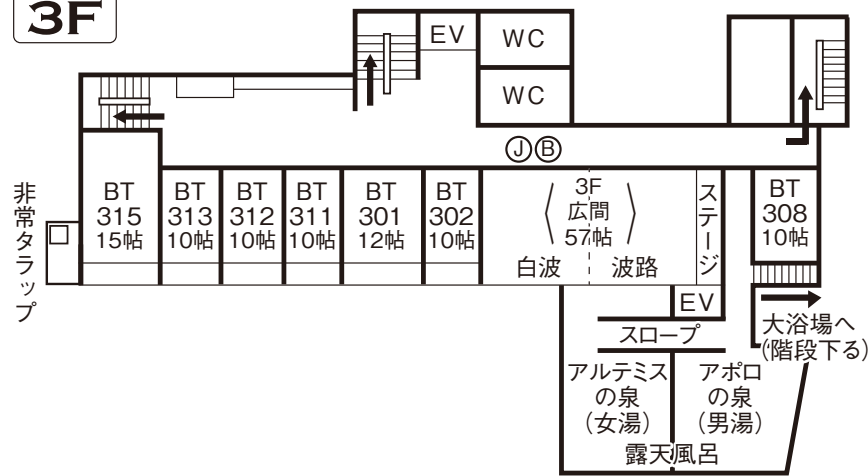 3F
EV
WC
WC
J B
非常タラップ
BT
315
15帖
BT
313
10帖
BT
312
10帖
BT
311
10帖
BT
301
12帖
BT
302
10帖
3F
広間
57帖
白波
波路
ステージ
BT
308
10帖
EV
スロープ
大浴場へ
(階段下る)
アルテミス
の泉
(女湯)
アポロ
の泉
(男湯)
露天風呂